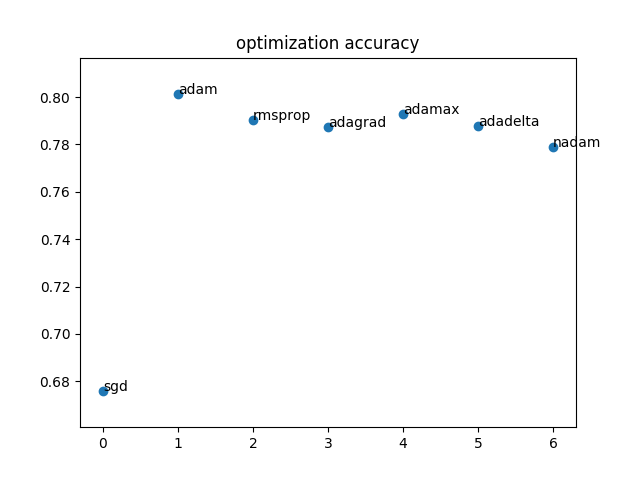 optimization accuracy
0.80
0.78
0.76
0.74
0.72
0.70
0.68
adam
rmsprop
adagrad
adamax
adadelta
nadam
sgd
0 1 2 3 4 5 6